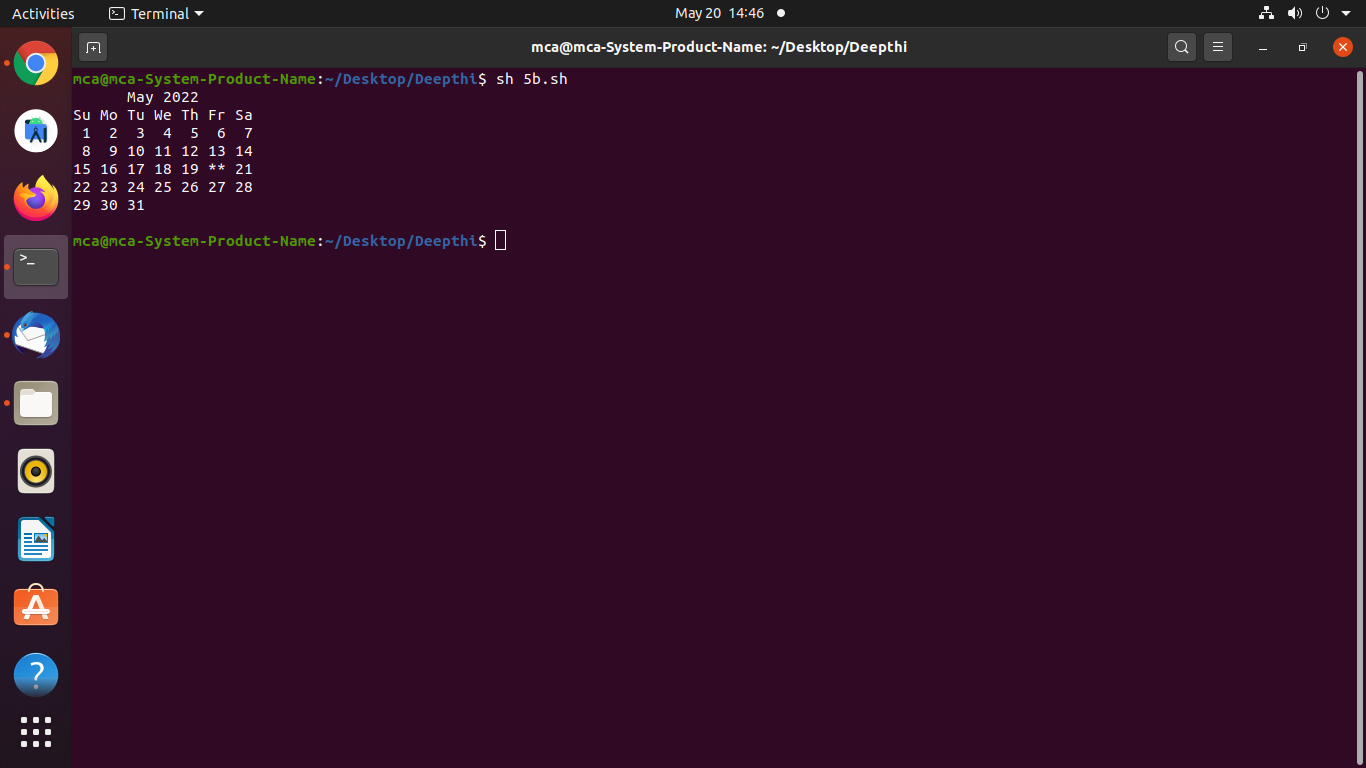 Activities Terminal May 20 14:46
mca@mca-System-Product-Name: ~/Desktop/Deepthi
mca@mca-System-Product-Name:~/Desktop/Deepthi$ sh 5b.sh
      May 2022
Su Mo Tu We Th Fr Sa
 1  2  3  4  5  6  7
 8  9 10 11 12 13 14
15 16 17 18 19 ** 21
22 23 24 25 26 27 28
29 30 31
mca@mca-System-Product-Name:~/Desktop/Deepthi$